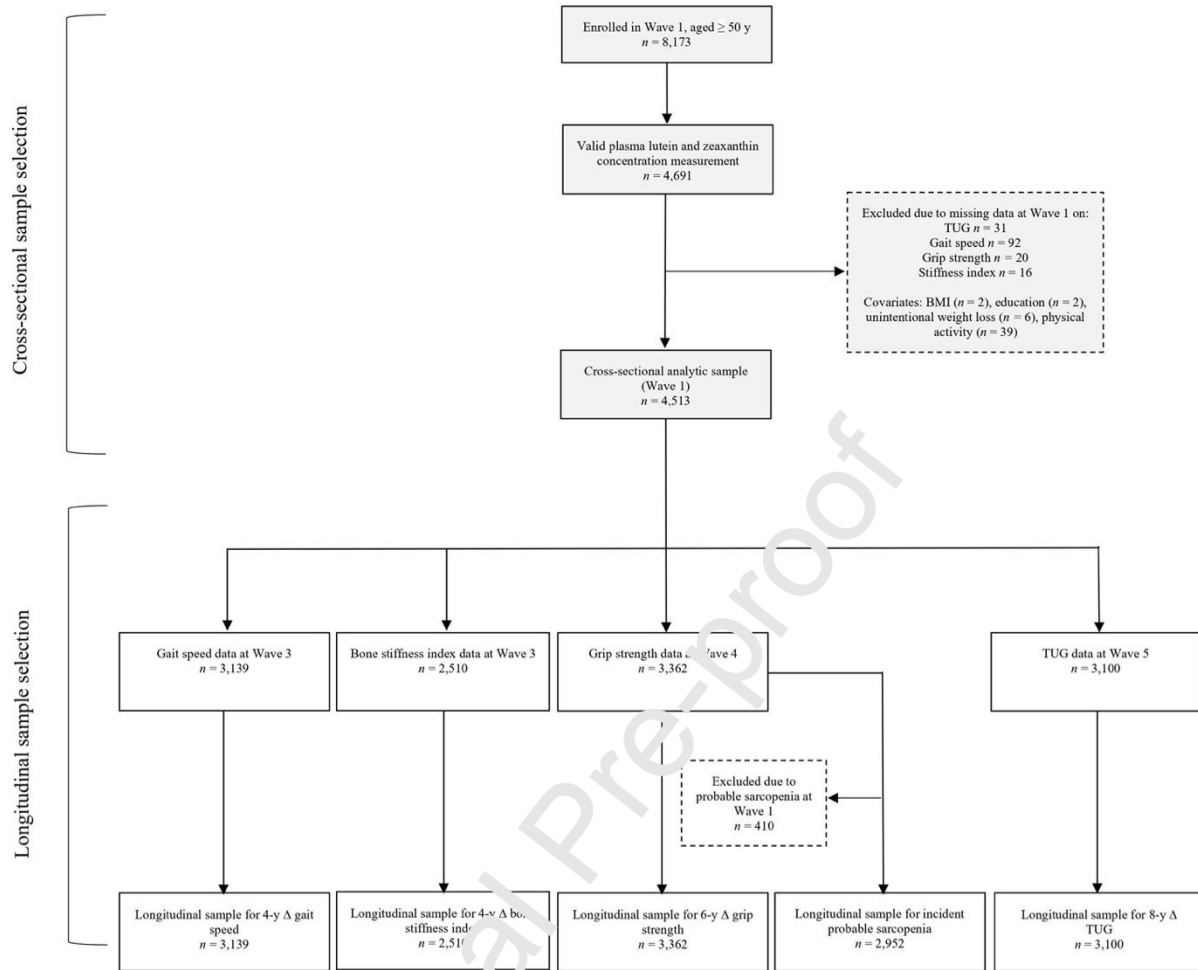 Cross-sectional sample selection
Enrolled in Wave 1, aged ≥ 50 y
n = 8,173
Valid plasma lutein and zeaxanthin
concentration measurement
n = 4,691
Excluded due to missing data at Wave 1 on:
TUG n = 31
Gait speed n = 92
Grip strength n = 20
Stiffness index n = 16
Covariates: BMI (n = 2), education (n = 2),
unintentional weight loss (n = 6), physical
activity (n = 39)
Cross-sectional analytic sample
(Wave 1)
n = 4,513
Longitudinal sample selection
Gait speed data at Wave 3
n = 3,139
Bone stiffness index data at Wave 3
n = 2,510
Grip strength data Wave 4
n = 3,362
TUG data at Wave 5
n = 3,100
Excluded due to
probable sarcopenia at
Wave 1
n = 410
Longitudinal sample for 4-y Δ gait
speed
n = 3,139
Longitudinal sample for 4-y Δ
stiffness
Longitudinal sample for 6-y Δ grip
strength
n = 3,362
Longitudinal sample for incident
probable sarcopenia
n = 2,952
Longitudinal sample for 8-y Δ
TUG
n = 3,100
al Pre-proof